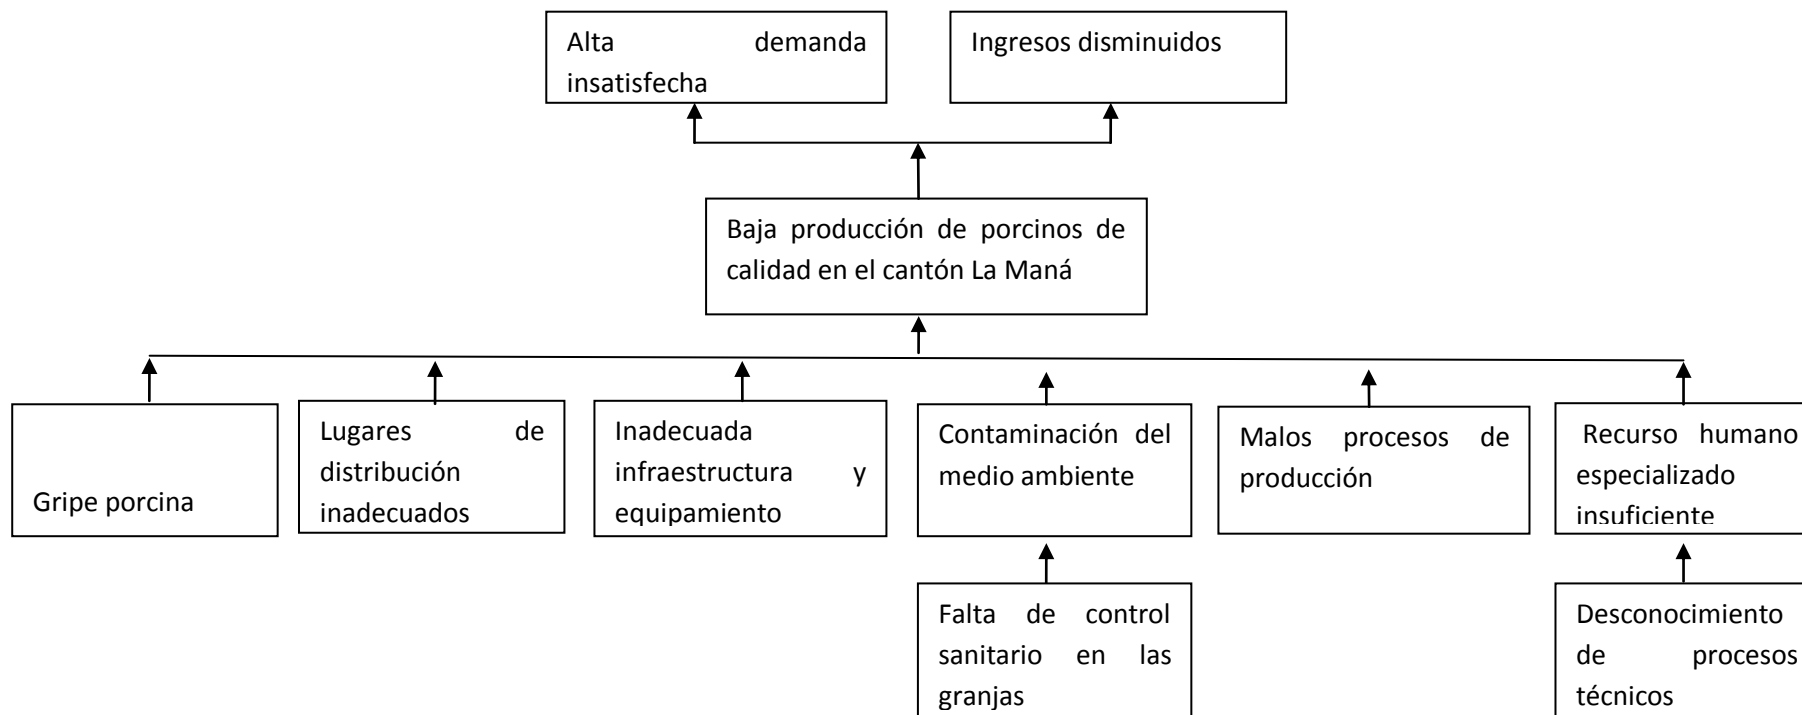 Alta demanda
insatisfecha
Ingresos disminuidos
Baja producción de porcinos de
calidad en el cantón La Maná
Gripe porcina
Lugares de
distribución
inadecuados
Inadecuada
infraestructura y
equipamiento
Contaminación del
medio ambiente
Malos procesos de
producción
Recurso humano
especializado
insuficiente
Falta de control
sanitario en las
granjas
Desconocimiento
de procesos
técnicos